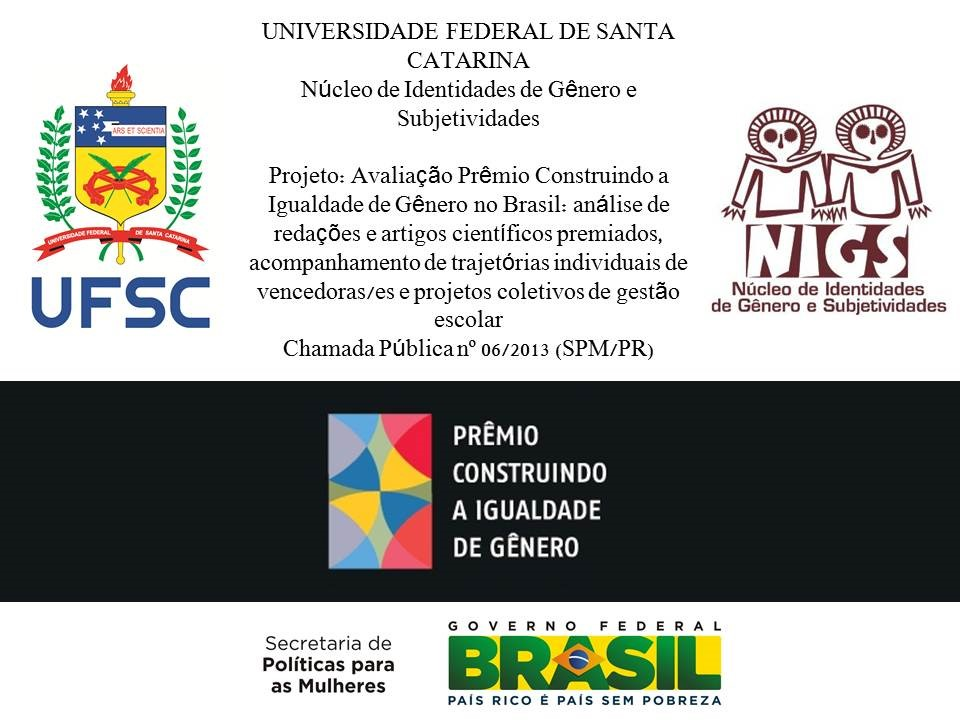 UNIVERSIDADE FEDERAL DE SANTA
CATARINA
Núcleo de Identidades de Gênero e
Subjetividades
Projeto: Avaliação Prêmio Construindo a
Igualdade de Gênero no Brasil: análise de
redações e artigos científicos premiados,
acompanhamento de trajetórias individuais de
vencedoras/es e projetos coletivos de gestão
escolar
Chamada Pública nº 06/2013 (SPM/PR)
ARS ET SCIENTIA
UNIVERSIDADE FEDERAL DE SANTA CATARINA
UFSC
NIGS
Núcleo de Identidades
de Gênero e Subjetividades
PRÊMIO
CONSTRUINDO
A IGUALDADE
DE GÊNERO
Secretaria de
Políticas para
as Mulheres
GOVERNO FEDERAL
BRASIL
PAÍS RICO É PAÍS SEM POBREZA